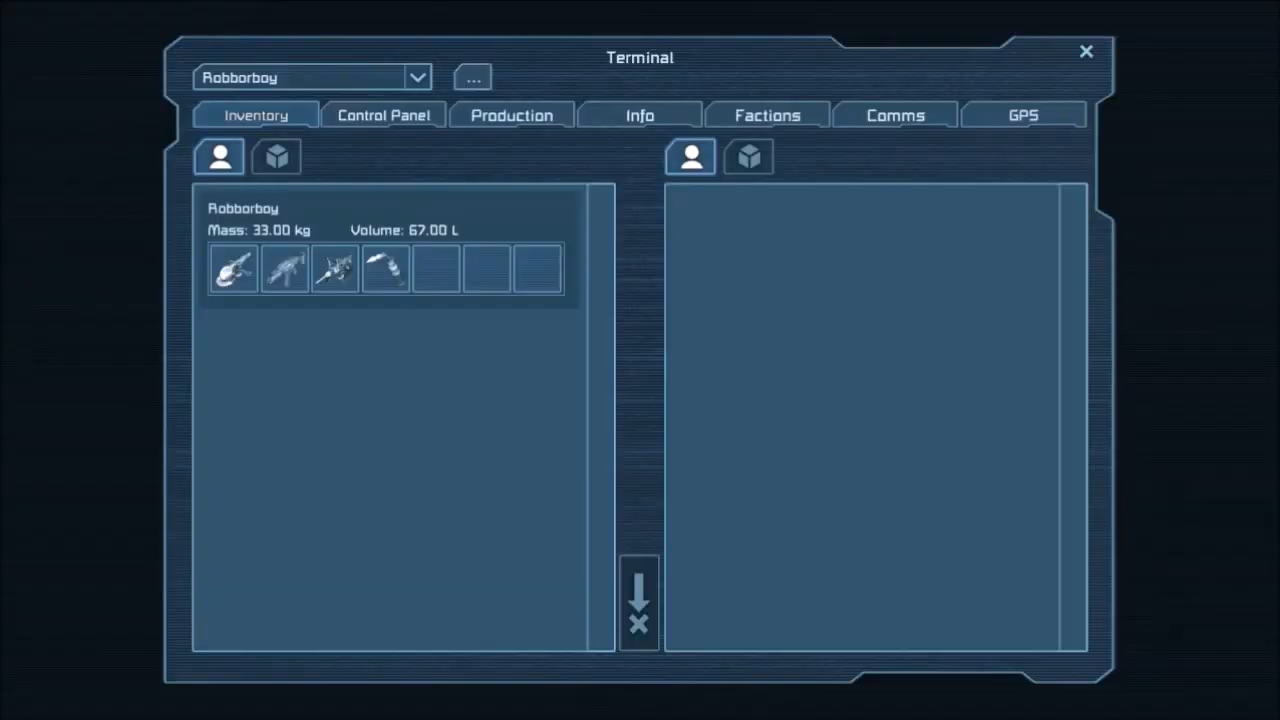 Terminal
Robborboy ...
Inventory Control Panel Production Info Factions Comms GPS
Robborboy
Mass: 33.00 kg Volume: 67.00 L